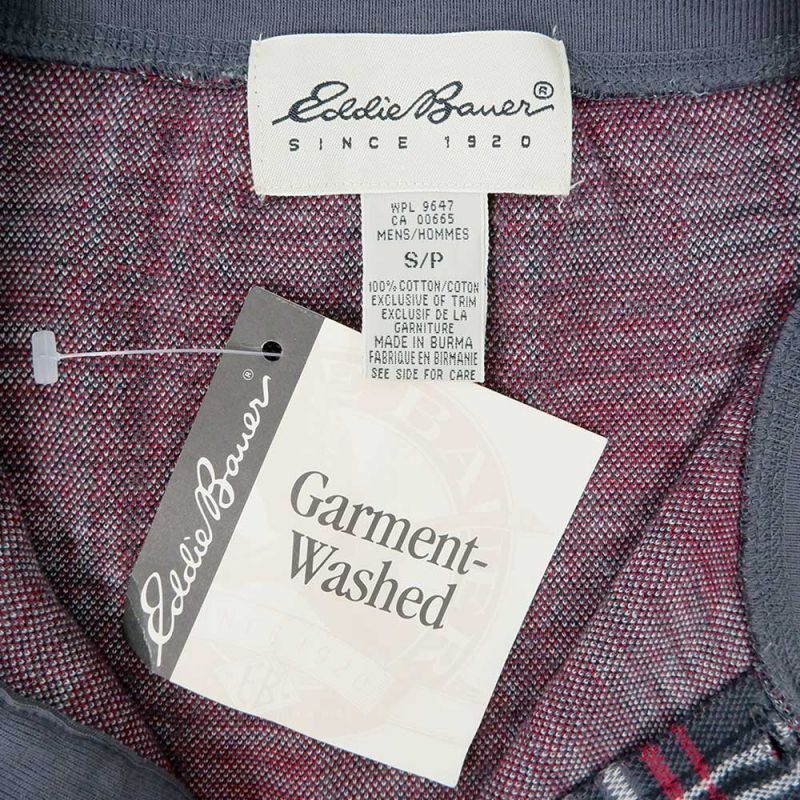 Eddie Bauer®
SINCE 1920
WPL 9647
CA 00665
MENS/HOMMES
S/P
100% COTTON/COTON
EXCLUSIVE OF TRIM
EXCLUSIF DE LA
GARNITURE
MADE IN BURMA
FABRIQUE EN BIRMANIE
SEE SIDE FOR CARE
Eddie Bauer®
Garment-
Washed